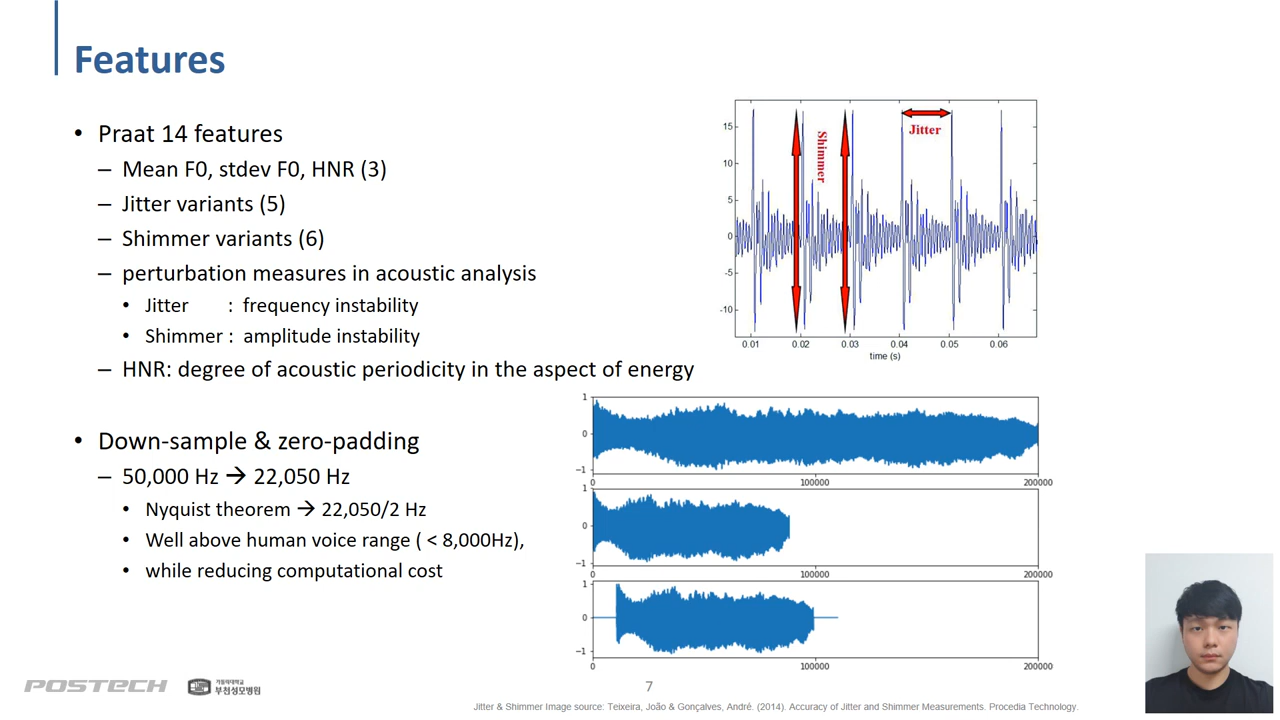 Features
• Praat 14 features
– Mean F0, stdev F0, HNR (3)
– Jitter variants (5)
– Shimmer variants (6)
– perturbation measures in acoustic analysis
• Jitter : frequency instability
• Shimmer : amplitude instability
– HNR: degree of acoustic periodicity in the aspect of energy
• Down-sample & zero-padding
– 50,000 Hz → 22,050 Hz
• Nyquist theorem → 22,050/2 Hz
• Well above human voice range ( < 8,000Hz),
• while reducing computational cost
Jitter
Shimmer
15
10
5
0
-5
-10
0.01 0.02 0.03 0.04 0.05 0.06
time (s)
1
0
−1
0 100000 200000
1
0
−1
0 100000 200000
1
0
−1
0 100000 200000
POSTECH
가톨릭대학교
부천성모병원
7
Jitter & Shimmer Image source: Teixeira, João & Gonçalves, André. (2014). Accuracy of Jitter and Shimmer Measurements. Procedia Technology.